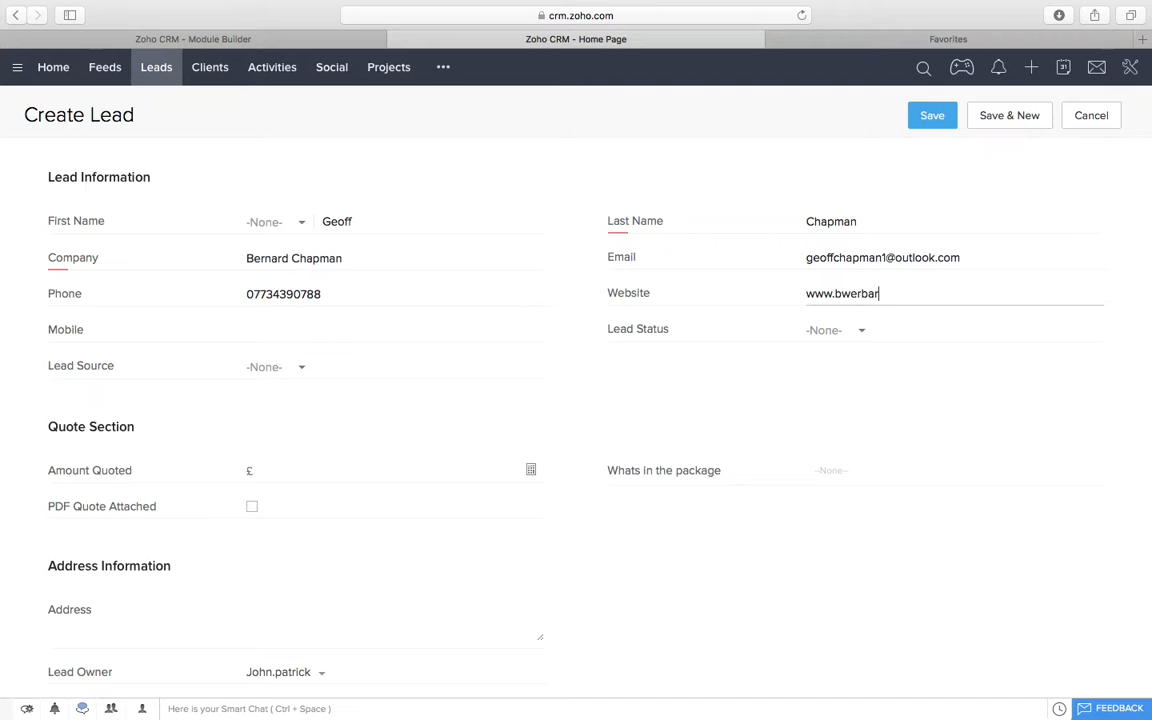 crm.zoho.com
Zoho CRM - Module Builder Zoho CRM - Home Page Favorites
Home Feeds Leads Clients Activities Social Projects ••• 31
Create Lead Save Save & New Cancel
Lead Information
First Name -None- Geoff Last Name Chapman
Company Bernard Chapman Email geoffchapman1@outlook.com
Phone 07734390788 Website www.bwerbar
Mobile Lead Status -None-
Lead Source -None-
Quote Section
Amount Quoted £ Whats in the package --None--
PDF Quote Attached
Address Information
Address
Lead Owner John.patrick
Here is your Smart Chat ( Ctrl + Space ) FEEDBACK